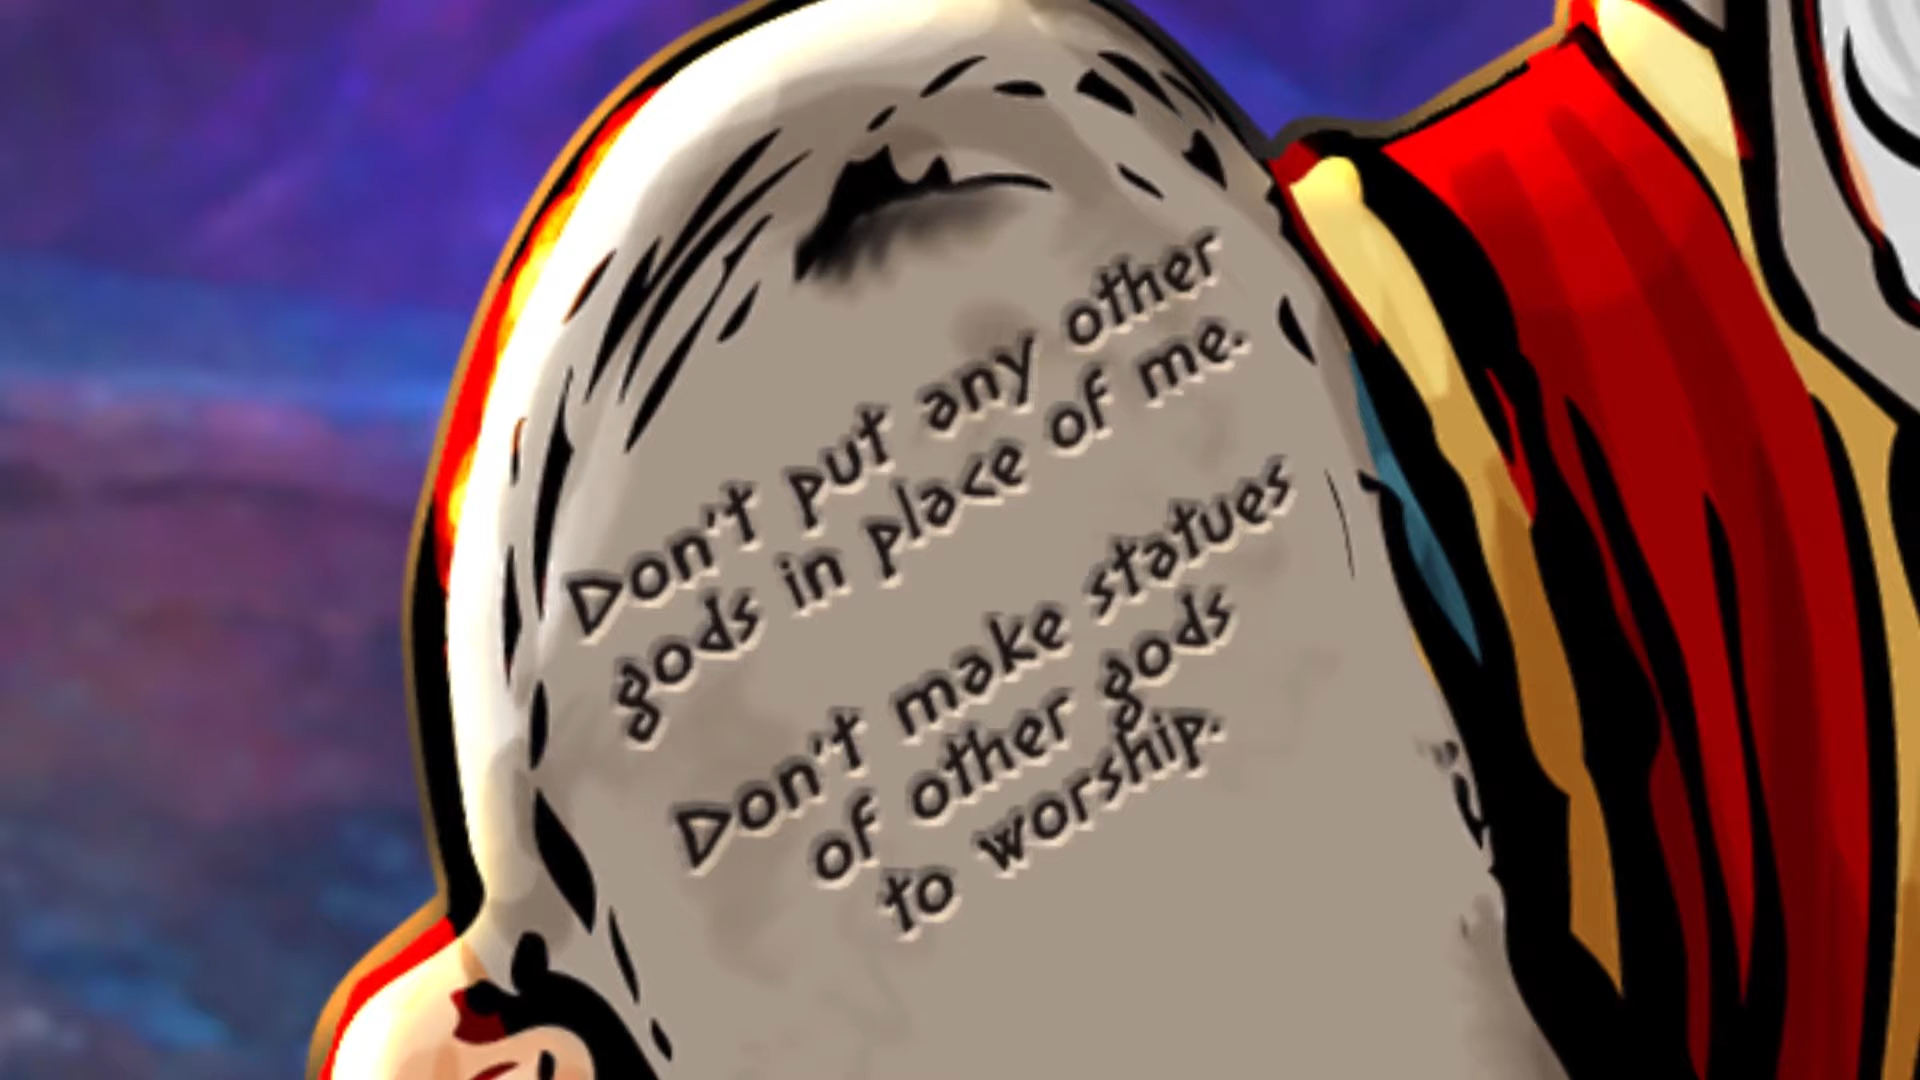 Don't put any other
gods in place of me.
Don't make statues
of other gods
to worship.